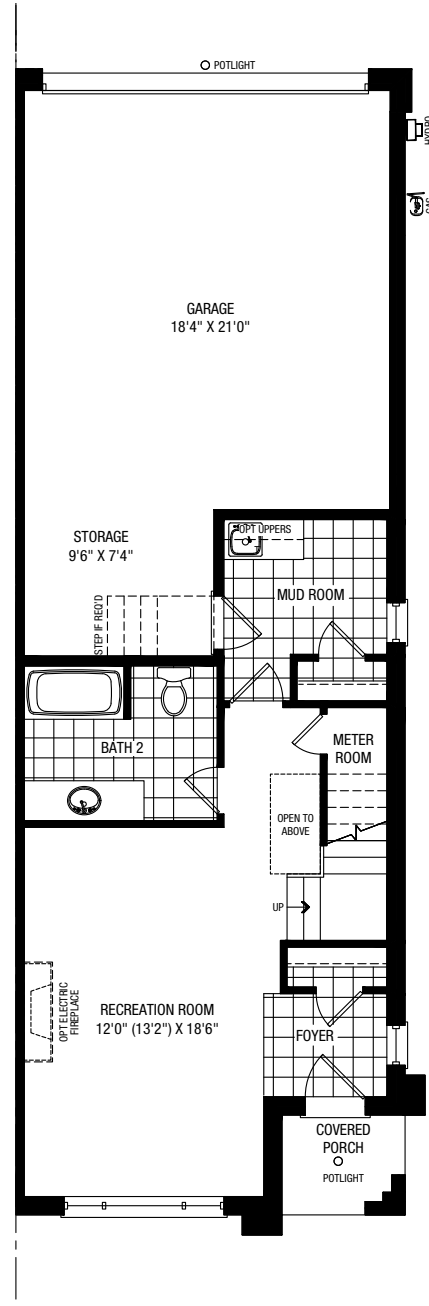 POTLIGHT
HYDRO
GAS
GARAGE
18'4" X 21'0"
STORAGE
9'6" X 7'4"
OPT UPPERS
MUD ROOM
STEP IF REQ'D
BATH 2
METER
ROOM
OPEN TO
ABOVE
UP
OPT ELECTRIC
FIREPLACE
RECREATION ROOM
12'0" (13'2") X 18'6"
FOYER
COVERED
PORCH
POTLIGHT